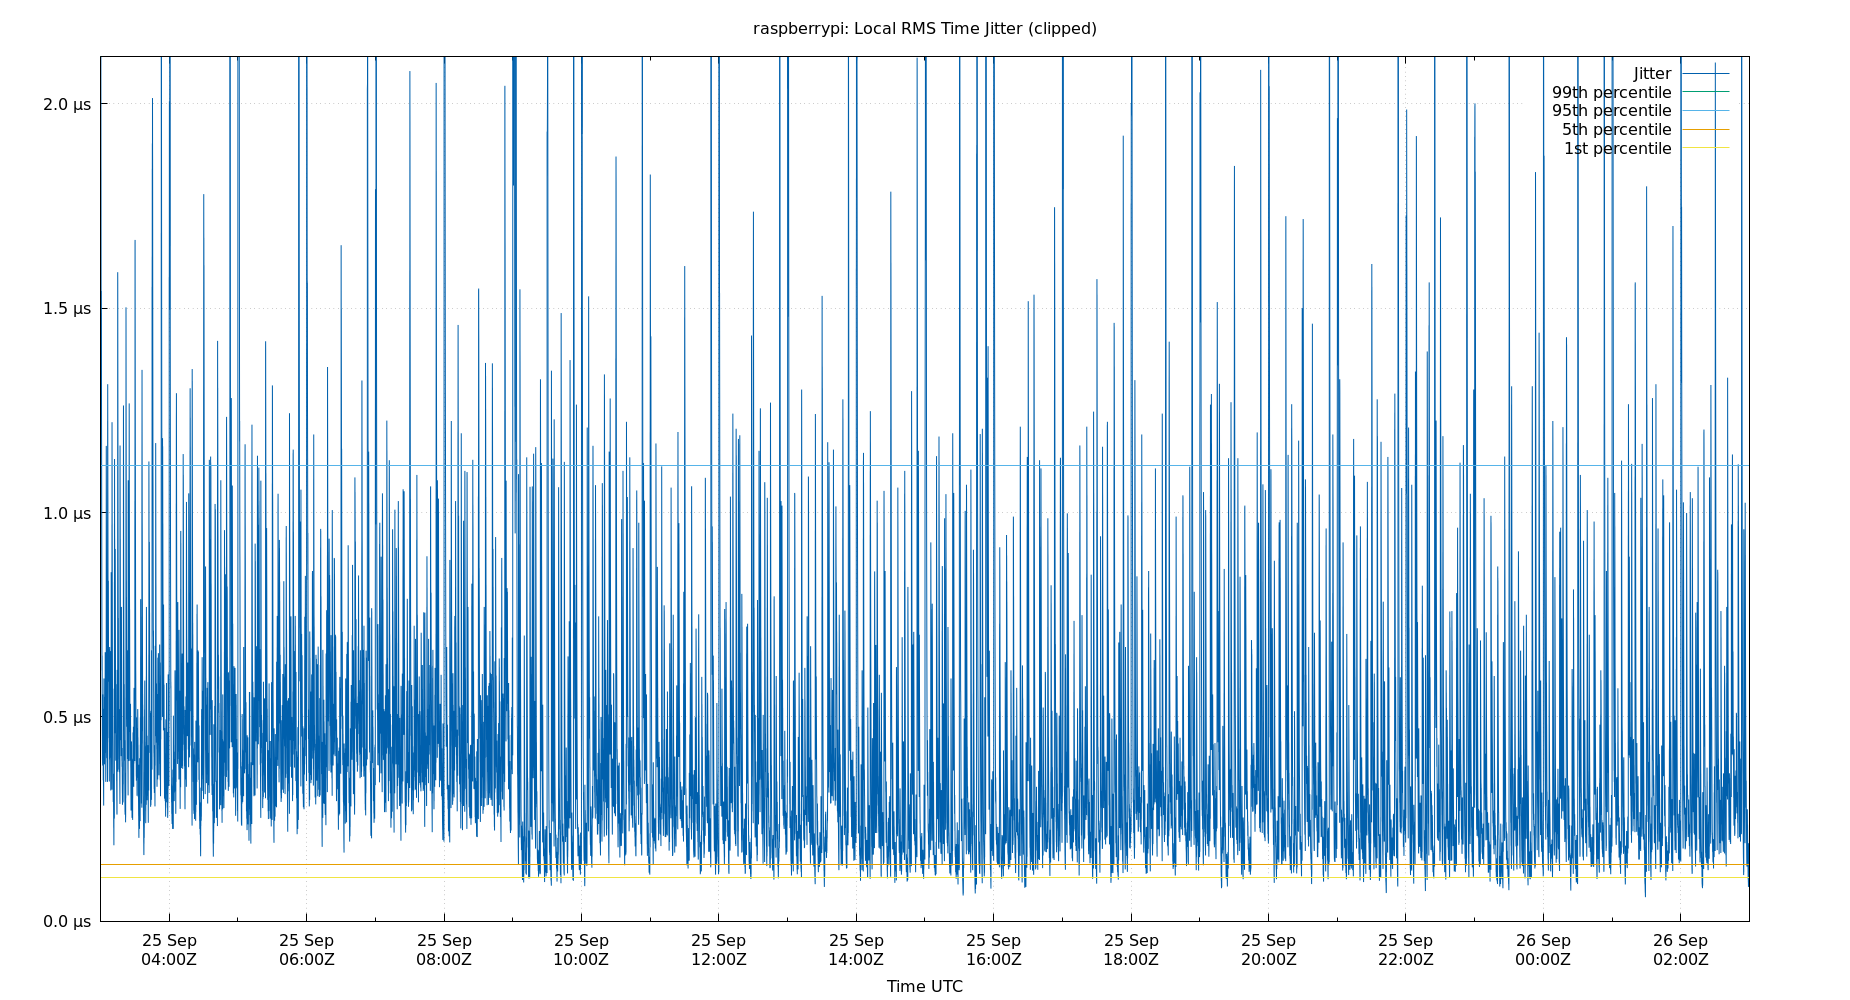 raspberrypi: Local RMS Time Jitter (clipped)
Jitter
99th percentile
95th percentile
5th percentile
1st percentile
2.0 µs
1.5 µs
1.0 µs
0.5 µs
0.0 µs
25 Sep 25 Sep 25 Sep 25 Sep 25 Sep 25 Sep 25 Sep 25 Sep 25 Sep 25 Sep 26 Sep 26 Sep
04:00Z 06:00Z 08:00Z 10:00Z 12:00Z 14:00Z 16:00Z 18:00Z 20:00Z 22:00Z 00:00Z 02:00Z
Time UTC